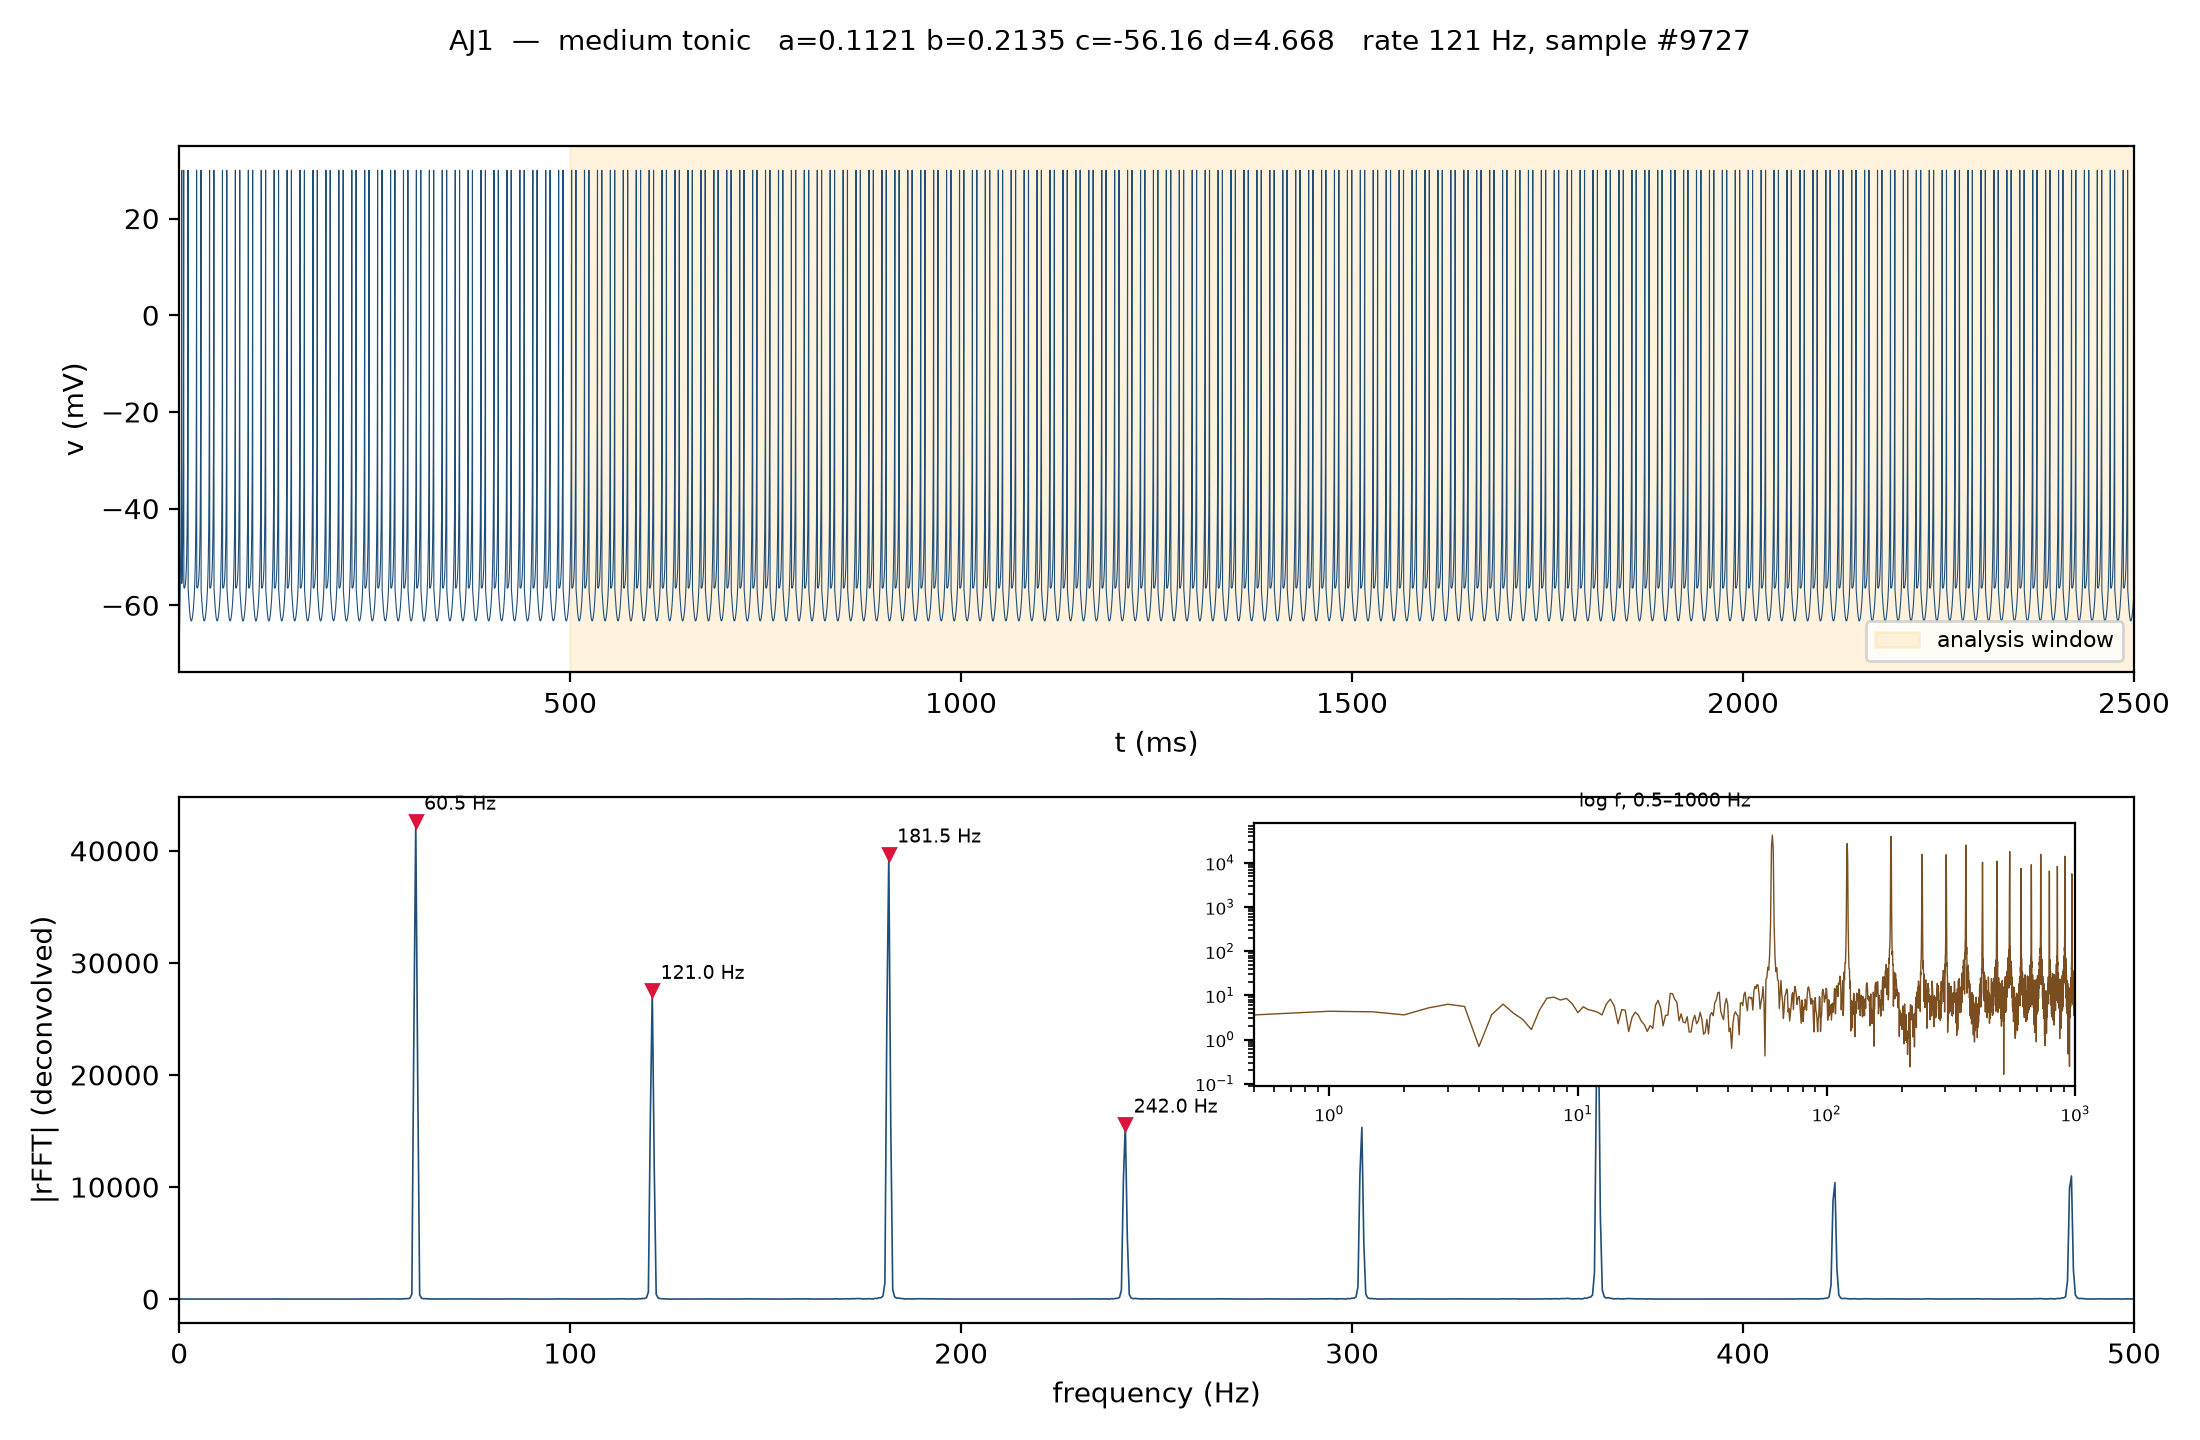 AJ1 — medium tonic a=0.1121 b=0.2135 c=-56.16 d=4.668 rate 121 Hz, sample #9727
v (mV)
20
0
−20
−40
−60
analysis window
500 1000 1500 2000 2500
t (ms)
|rFFT| (deconvolved)
40000
30000
20000
10000
0
60.5 Hz
121.0 Hz
181.5 Hz
242.0 Hz
log f, 0.5–1000 Hz
10⁴
10³
10²
10¹
10⁰
10⁻¹
10⁰ 10¹ 10² 10³
0 100 200 300 400 500
frequency (Hz)